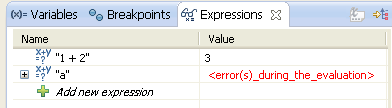 (x)= Variables Breakpoints Expressions
Name Value
x+y =? "1 + 2" 3
x+y =? "a" <error(s)_during_the_evaluation>
Add new expression